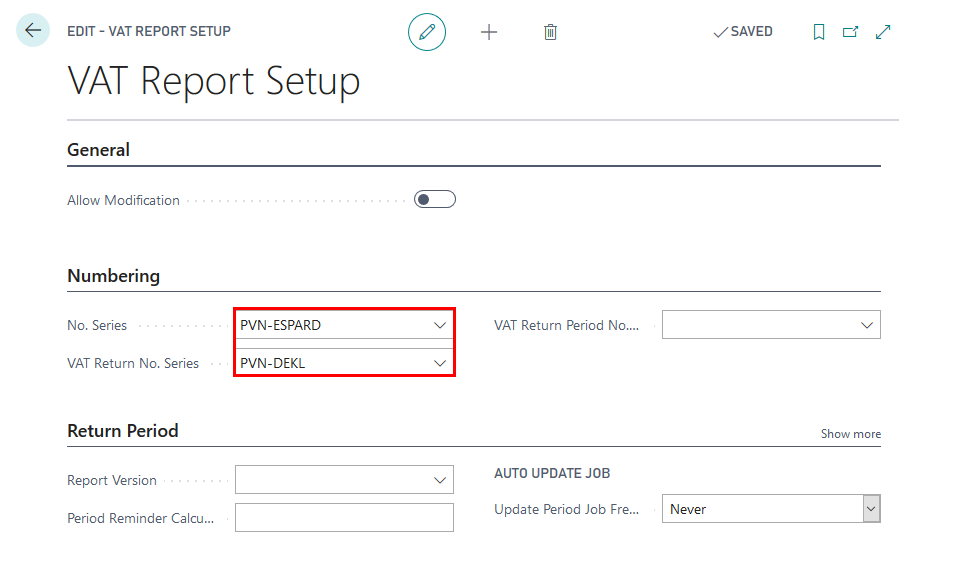 EDIT - VAT REPORT SETUP
SAVED
VAT Report Setup
General
Allow Modification
Numbering
No. Series
PVN-ESPARD
VAT Return Period No....
VAT Return No. Series
PVN-DEKL
Return Period
Show more
Report Version
AUTO UPDATE JOB
Period Reminder Calcu...
Update Period Job Fre...
Never